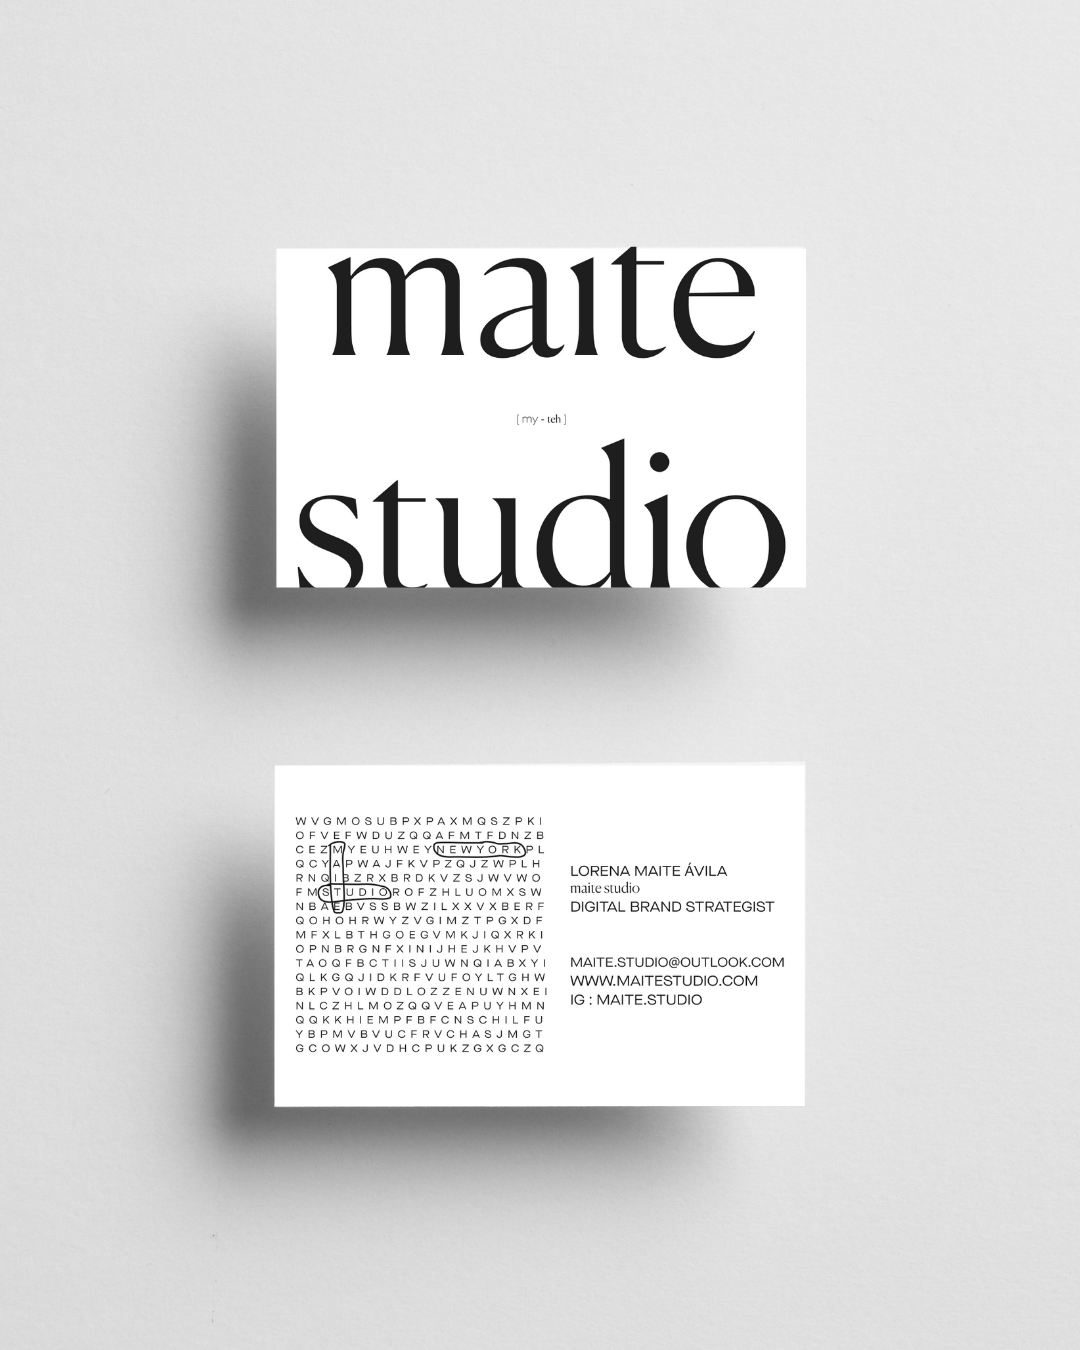 maite
[ my - teh ]
studio
WVGMOSUBPXPAXMQSZPKI
OFVEFWDUZQQAFMTFDNZB
CEZMYEUHWEYNEWYORKPL
QCYAPWAJFKVPZQJZWPLH
RNQIBZRXBRDKVZSJWVWO
FMSTUDIOROFZHLUOMXSW
NBAEBVSSBWZILXXVXBERF
QOHOHRWYZVGIMZTPGXDF
MFXLBTHGOEGVMKJIQXRKI
OPNBRGNFXINIJHEJKHVPV
TAOQFBCTIISJUWNQIABXYI
QLKGQJIDKRFVUFOYLTGHW
BKPVOIWDDLOZZENUWNXEI
NLCZHLMOZQQVEAPUYHMN
QQKKHIEMPFBFCNSCHILFU
YBPMVBVUCFRVCHASJMGT
GCOWXJVDHCPUKZGXGCZQ
LORENA MAITE ÁVILA
maite studio
DIGITAL BRAND STRATEGIST
MAITE.STUDIO@OUTLOOK.COM
WWW.MAITESTUDIO.COM
IG : MAITE.STUDIO